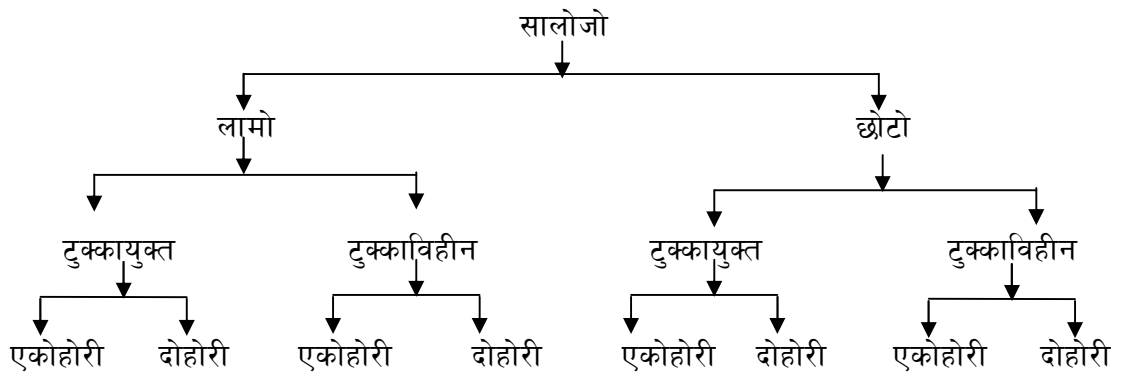 सालोजो
लामो छोटो
टुक्कायुक्त टुक्काविहीन टुक्कायुक्त टुक्काविहीन
एकोहोरी दोहोरी एकोहोरी दोहोरी एकोहोरी दोहोरी एकोहोरी दोहोरी